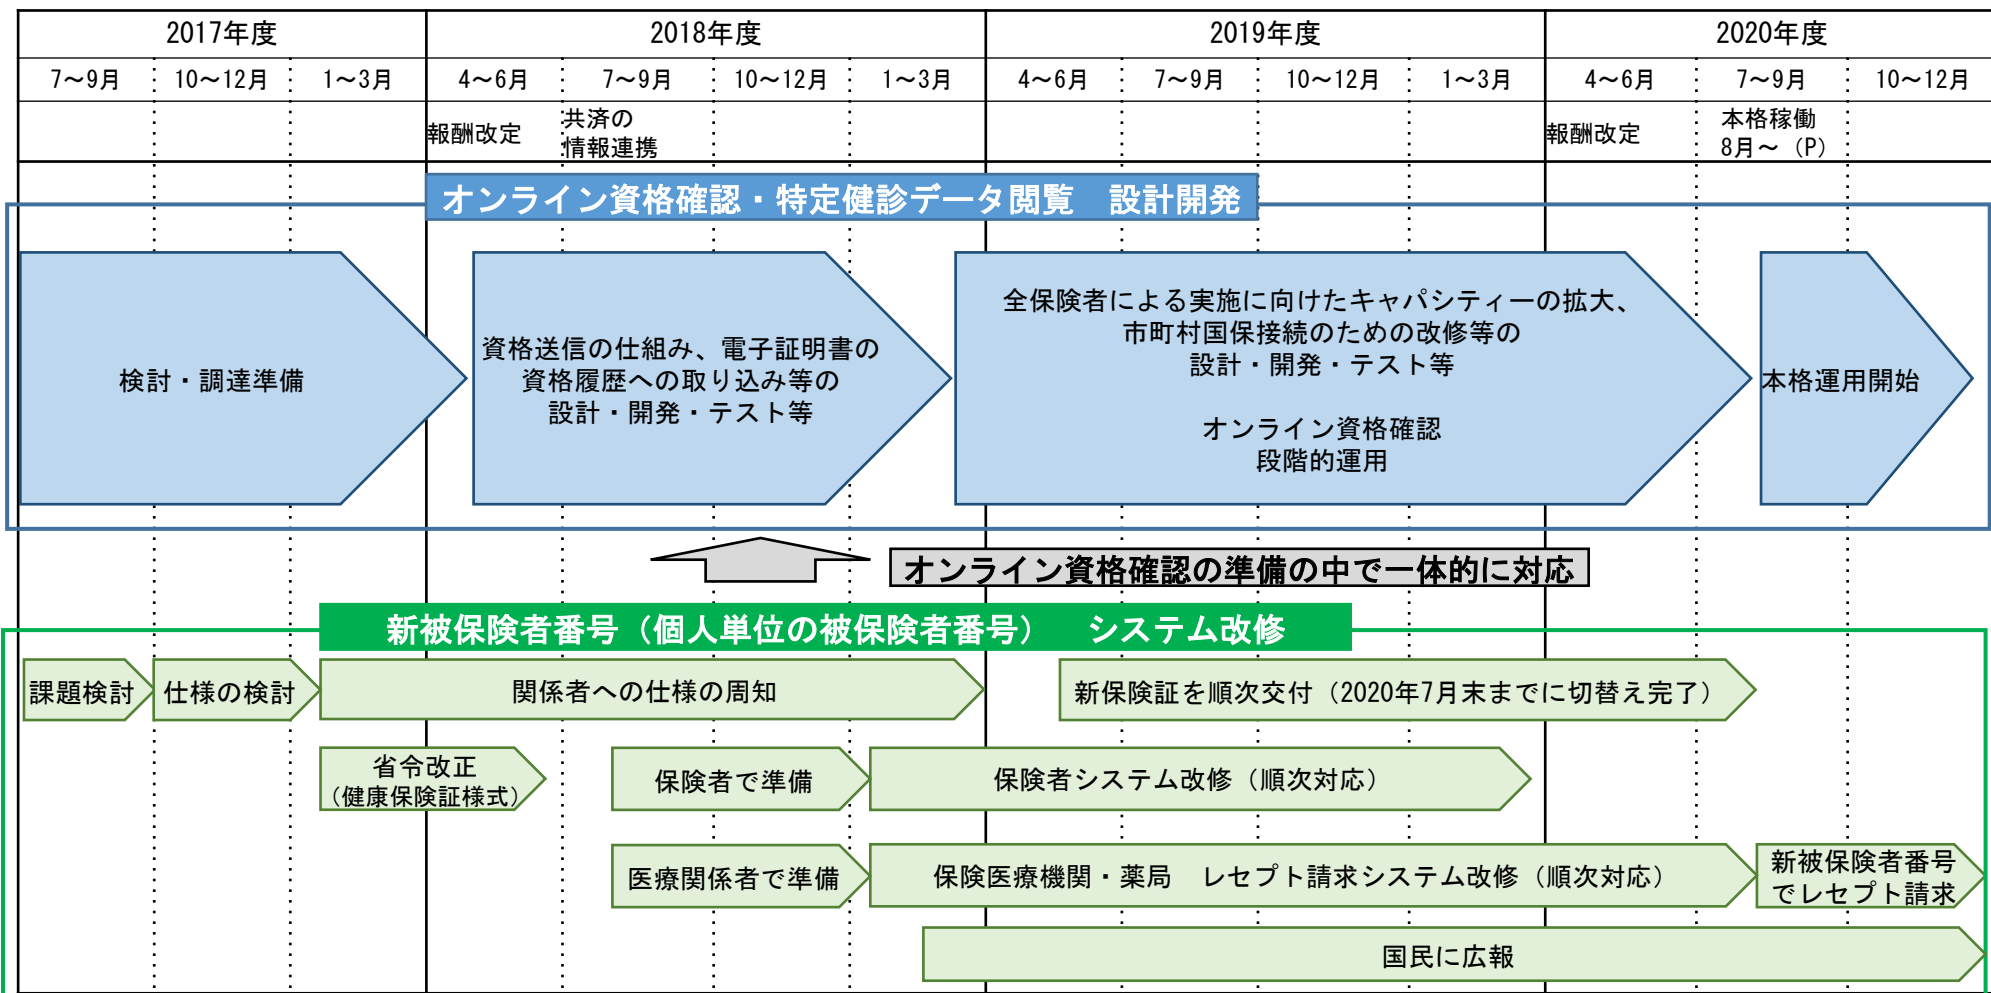 2017年度
2018年度
2019年度
2020年度
7～9月
10～12月
1～3月
4～6月
7～9月
10～12月
1～3月
4～6月
7～9月
10～12月
1～3月
4～6月
7～9月
10～12月
報酬改定
共済の
情報連携
報酬改定
本格稼働
8月～（P）
オンライン資格確認・特定健診データ閲覧　設計開発
検討・調達準備
資格送信の仕組み、電子証明書の
資格履歴への取り込み等の
設計・開発・テスト等
全保険者による実施に向けたキャパシティーの拡大、
市町村国保接続のための改修等の
設計・開発・テスト等
オンライン資格確認
段階的運用
本格運用開始
オンライン資格確認の準備の中で一体的に対応
新被保険者番号（個人単位の被保険者番号）　システム改修
課題検討
仕様の検討
関係者への仕様の周知
新保険証を順次交付（2020年7月末までに切替え完了）
省令改正
（健康保険証様式）
保険者で準備
保険者システム改修（順次対応）
医療関係者で準備
保険医療機関・薬局　レセプト請求システム改修（順次対応）
新被保険者番号
でレセプト請求
国民に広報